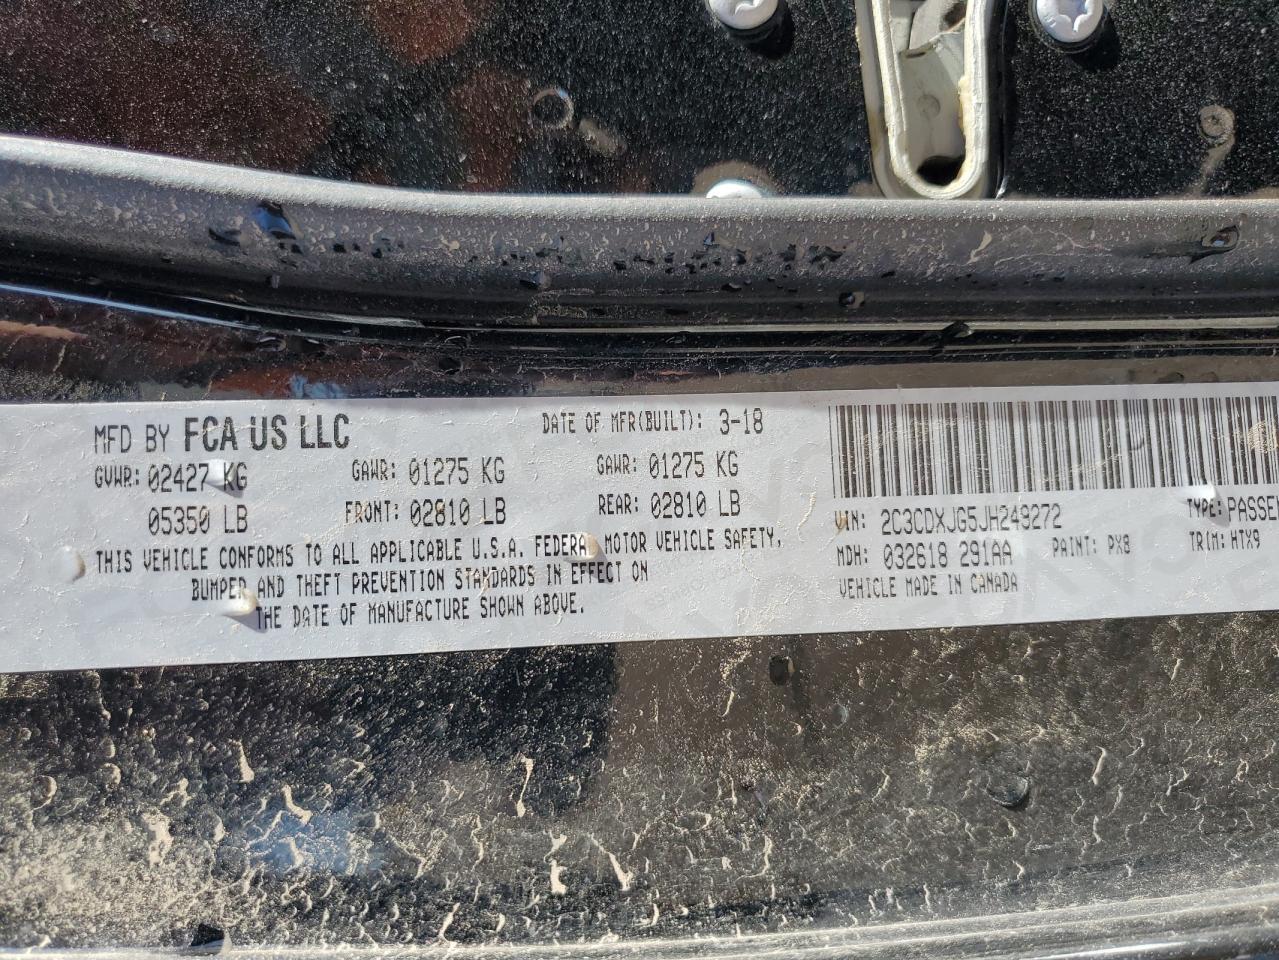 MFD BY FCA US LLC DATE OF MFR(BUILT): 3-18
GVWR: 02427 KG GAWR: 01275 KG GAWR: 01275 KG
05350 LB FRONT: 02810 LB REAR: 02810 LB
THIS VEHICLE CONFORMS TO ALL APPLICABLE U.S.A. FEDERA MOTOR VEHICLE SAFETY,
BUMPER AND THEFT PREVENTION STANDARDS IN EFFECT ON
THE DATE OF MANUFACTURE SHOWN ABOVE.
VIN: 2C3CDXJG5JH249272 TYPE: PASSEN
MDH: 032618 291AA PAINT: PX8 TRIM: HTX9
VEHICLE MADE IN CANADA